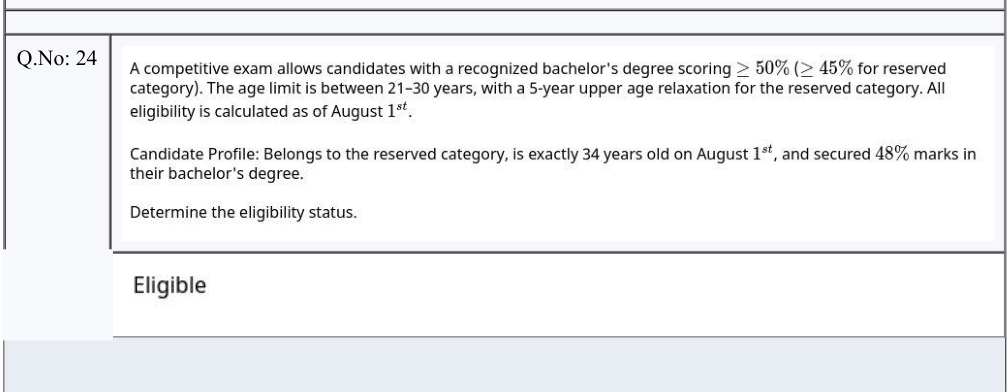 Q.No: 24
A competitive exam allows candidates with a recognized bachelor's degree scoring ≥ 50% (≥ 45% for reserved
category). The age limit is between 21–30 years, with a 5-year upper age relaxation for the reserved category. All
eligibility is calculated as of August 1st.
Candidate Profile: Belongs to the reserved category, is exactly 34 years old on August 1st, and secured 48% marks in
their bachelor's degree.
Determine the eligibility status.
Eligible